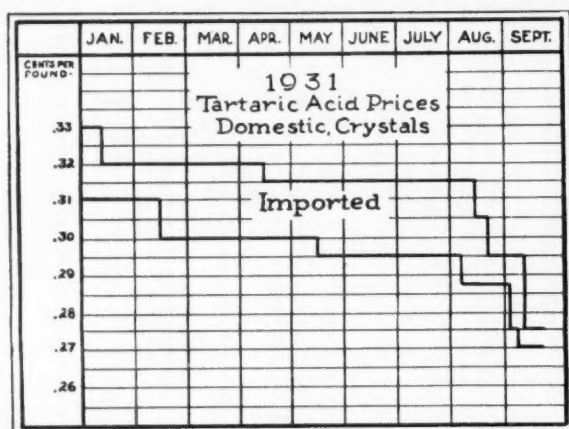 JAN. FEB. MAR. APR. MAY JUNE JULY AUG. SEPT.
CENTS PER
POUND-
1931
Tartaric Acid Prices
Domestic, Crystals
.33
.32
.31
Imported
.30
.29
.28
.27
.26